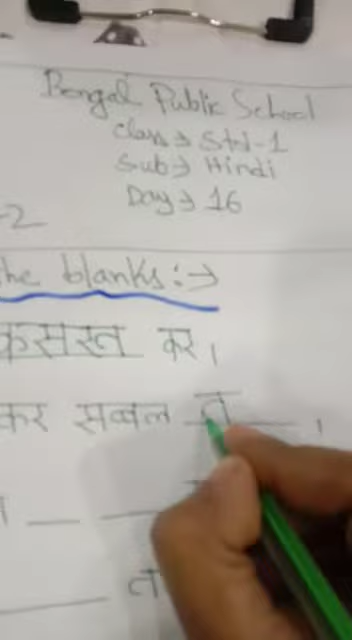 Bengal Public School
Class → Std-1
Sub → Hindi
Day → 16
-2
the blanks :→
कसरत कर ।
कर सबल त ।
त